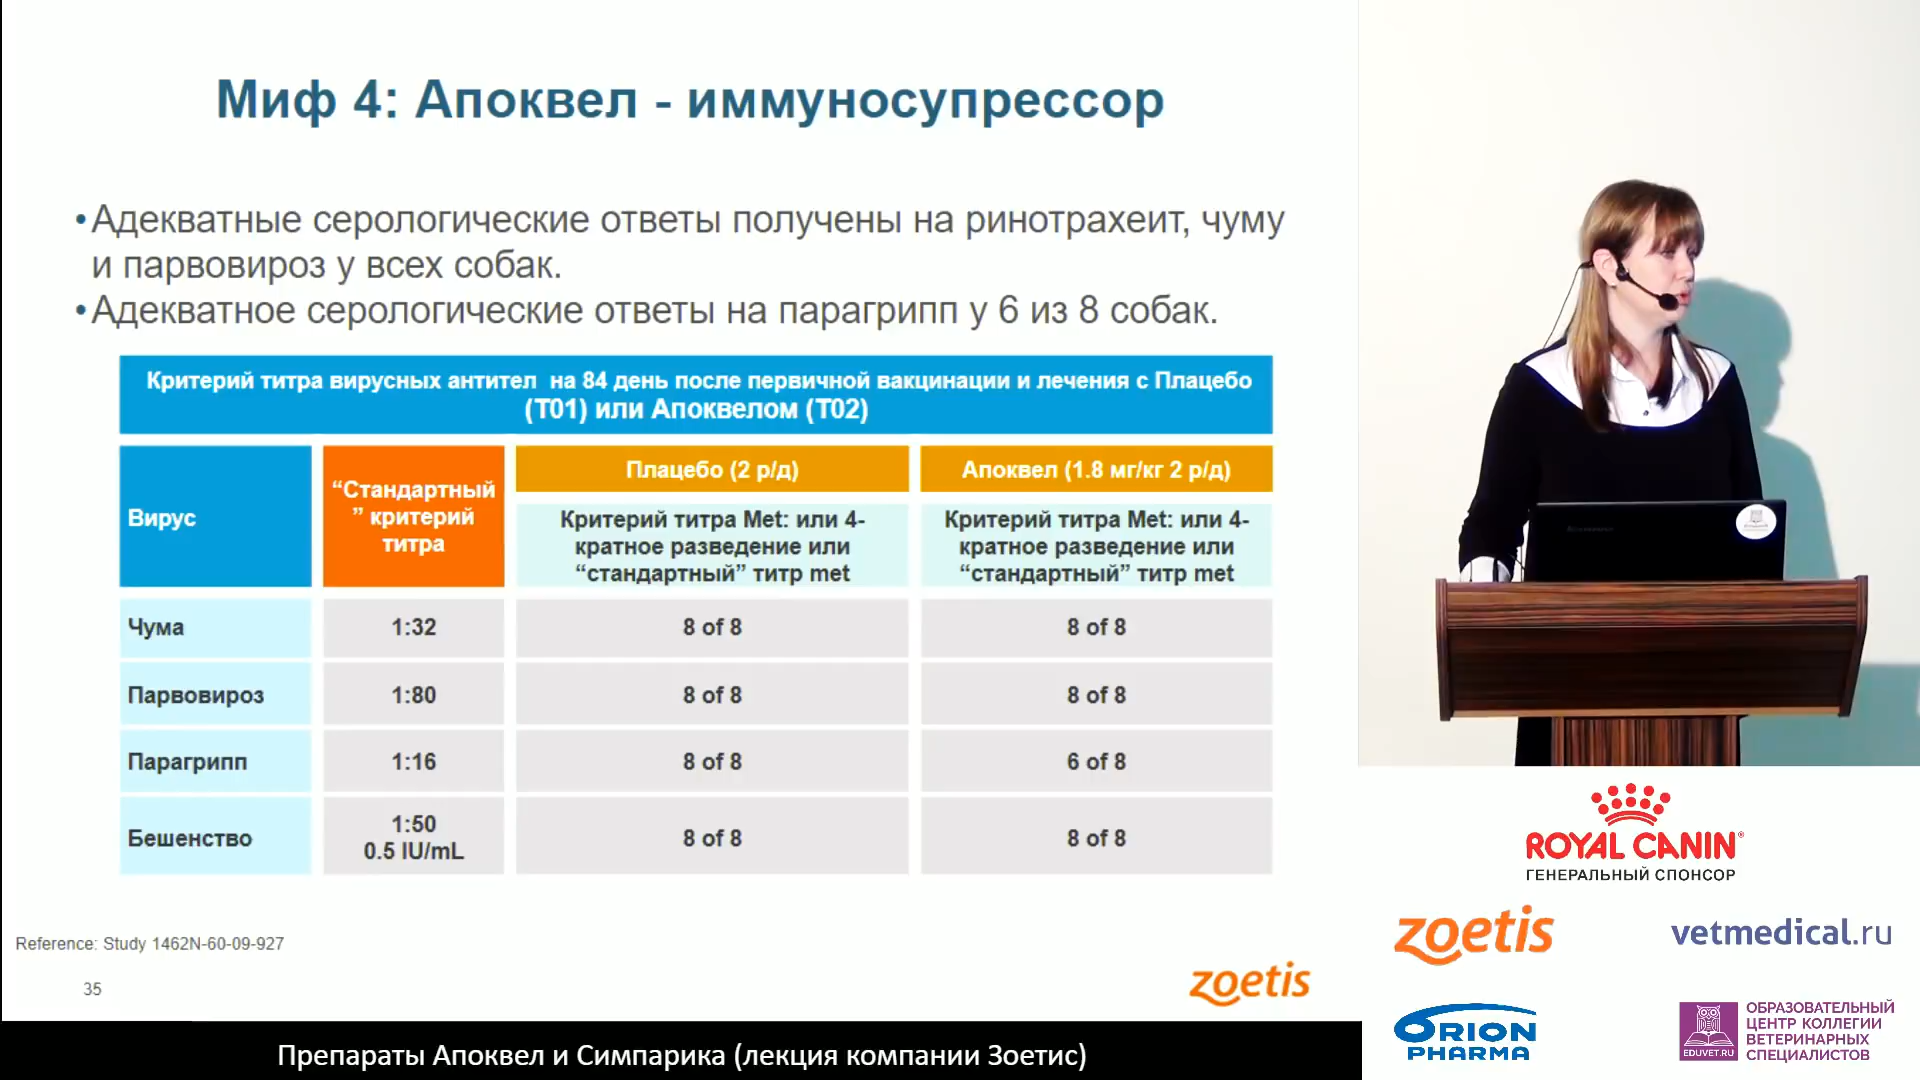 Миф 4: Апоквел - иммуносупрессор
•Адекватные серологические ответы получены на ринотрахеит, чуму
и парвовироз у всех собак.
•Адекватное серологические ответы на парагрипп у 6 из 8 собак.
Критерий титра вирусных антител на 84 день после первичной вакцинации и лечения с Плацебо
(T01) или Апоквелом (T02)
Вирус
“Стандартный
” критерий
титра
Плацебо (2 р/д)
Апоквел (1.8 мг/кг 2 р/д)
Критерий титра Met: или 4-
кратное разведение или
“стандартный” титр met
Критерий титра Met: или 4-
кратное разведение или
“стандартный” титр met
Чума 1:32 8 of 8 8 of 8
Парвовироз 1:80 8 of 8 8 of 8
Парагрипп 1:16 8 of 8 6 of 8
Бешенство 1:50 0.5 IU/mL 8 of 8 8 of 8
Reference: Study 1462N-60-09-927
35
zoetis
Препараты Апоквел и Симпарика (лекция компании Зоетис)
ROYAL CANIN
ГЕНЕРАЛЬНЫЙ СПОНСОР
zoetis
vetmedical.ru
ORION
PHARMA
EDUVET.RU
ОБРАЗОВАТЕЛЬНЫЙ
ЦЕНТР КОЛЛЕГИИ
ВЕТЕРИНАРНЫХ
СПЕЦИАЛИСТОВ